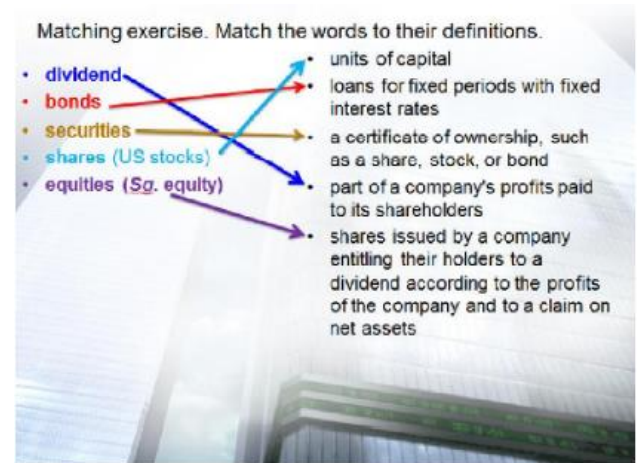 Matching exercise. Match the words to their definitions.
• dividend
• bonds
• securities
• shares (US stocks)
• equities (Sg. equity)
• units of capital
• loans for fixed periods with fixed
interest rates
• a certificate of ownership, such
as a share, stock, or bond
• part of a company's profits paid
to its shareholders
• shares issued by a company
entitling their holders to a
dividend according to the profits
of the company and to a claim on
net assets